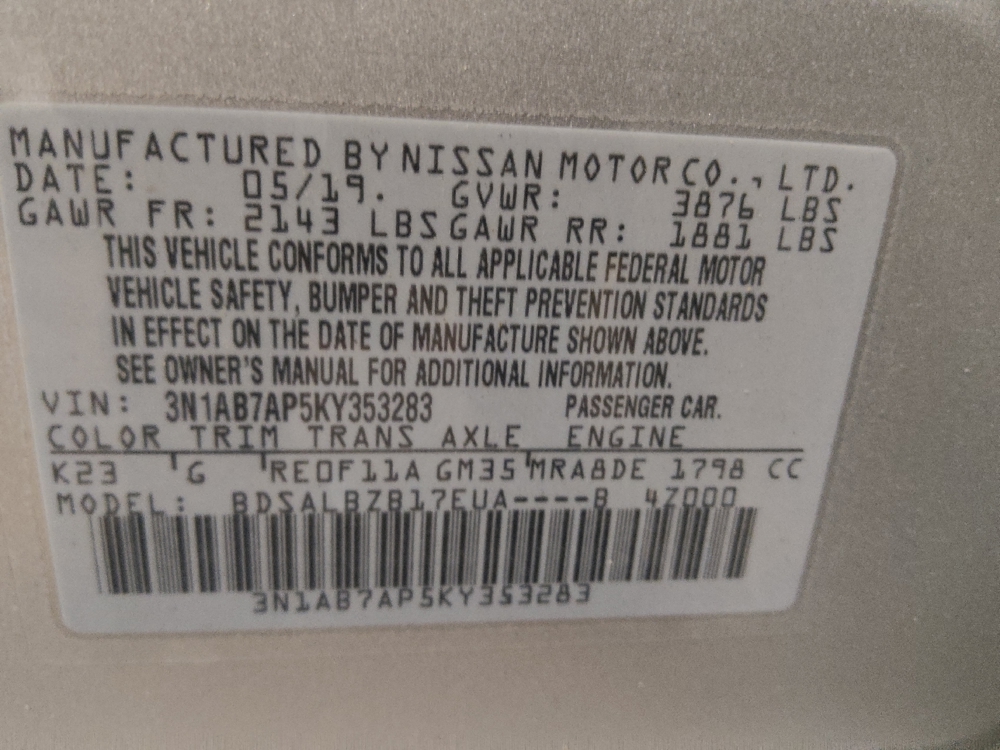 MANUFACTURED BY NISSAN MOTOR CO., LTD.
DATE: 05/19. GVWR: 3876 LBS
GAWR FR: 2143 LBS GAWR RR: 1881 LBS
THIS VEHICLE CONFORMS TO ALL APPLICABLE FEDERAL MOTOR
VEHICLE SAFETY, BUMPER AND THEFT PREVENTION STANDARDS
IN EFFECT ON THE DATE OF MANUFACTURE SHOWN ABOVE.
SEE OWNER'S MANUAL FOR ADDITIONAL INFORMATION.
VIN: 3N1AB7AP5KY353283 PASSENGER CAR.
COLOR TRIM TRANS AXLE ENGINE
K23 G RE0F11A GM35 MRA8DE 1798 CC
MODEL: BDSALBZB17EUA----B 4Z000
3N1AB7AP5KY353283